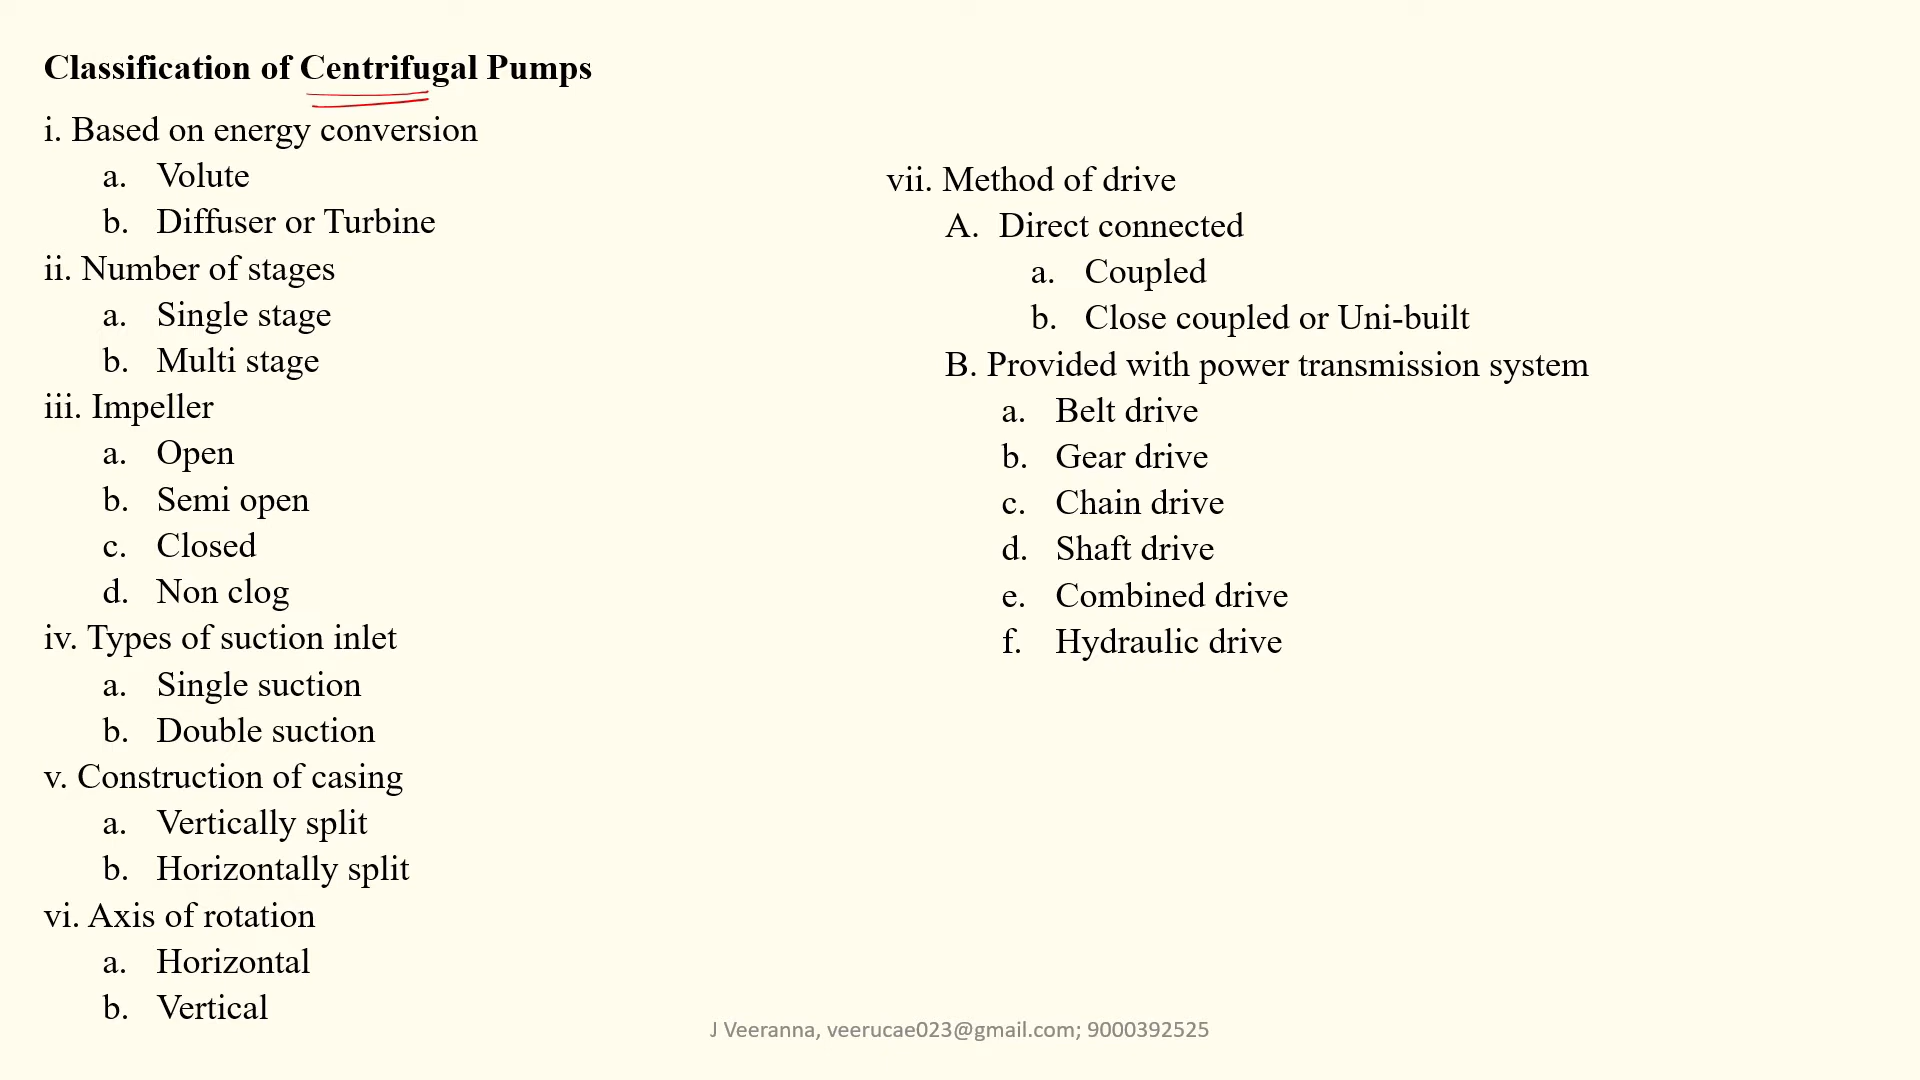 Classification of Centrifugal Pumps
i. Based on energy conversion
a. Volute
b. Diffuser or Turbine
ii. Number of stages
a. Single stage
b. Multi stage
iii. Impeller
a. Open
b. Semi open
c. Closed
d. Non clog
iv. Types of suction inlet
a. Single suction
b. Double suction
v. Construction of casing
a. Vertically split
b. Horizontally split
vi. Axis of rotation
a. Horizontal
b. Vertical
vii. Method of drive
A. Direct connected
a. Coupled
b. Close coupled or Uni-built
B. Provided with power transmission system
a. Belt drive
b. Gear drive
c. Chain drive
d. Shaft drive
e. Combined drive
f. Hydraulic drive
J Veeranna, veerucae023@gmail.com; 9000392525